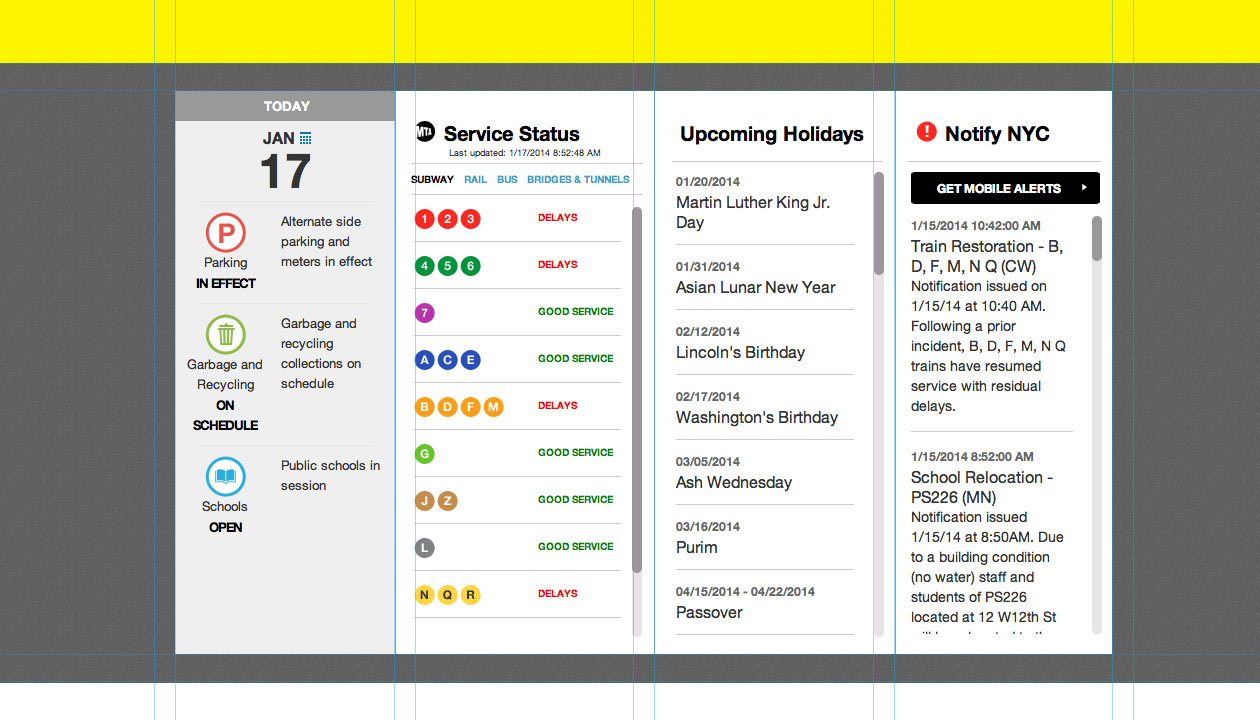 TODAY
JAN
17
P
Alternate side
parking and
meters in effect
Parking
IN EFFECT
Garbage and
recycling
collections on
schedule
Garbage and
Recycling
ON
SCHEDULE
Public schools in
session
Schools
OPEN
MTA Service Status
Last updated: 1/17/2014 8:52:48 AM
SUBWAY RAIL BUS BRIDGES & TUNNELS
1 2 3 DELAYS
4 5 6 DELAYS
7 GOOD SERVICE
A C E GOOD SERVICE
B D F M DELAYS
G GOOD SERVICE
J Z GOOD SERVICE
L GOOD SERVICE
N Q R DELAYS
Upcoming Holidays
01/20/2014
Martin Luther King Jr.
Day
01/31/2014
Asian Lunar New Year
02/12/2014
Lincoln's Birthday
02/17/2014
Washington's Birthday
03/05/2014
Ash Wednesday
03/16/2014
Purim
04/15/2014 - 04/22/2014
Passover
! Notify NYC
GET MOBILE ALERTS
1/15/2014 10:42:00 AM
Train Restoration - B,
D, F, M, N Q (CW)
Notification issued on
1/15/14 at 10:40 AM.
Following a prior
incident, B, D, F, M, N Q
trains have resumed
service with residual
delays.
1/15/2014 8:52:00 AM
School Relocation -
PS226 (MN)
Notification issued
1/15/14 at 8:50AM. Due
to a building condition
(no water) staff and
students of PS226
located at 12 W12th St